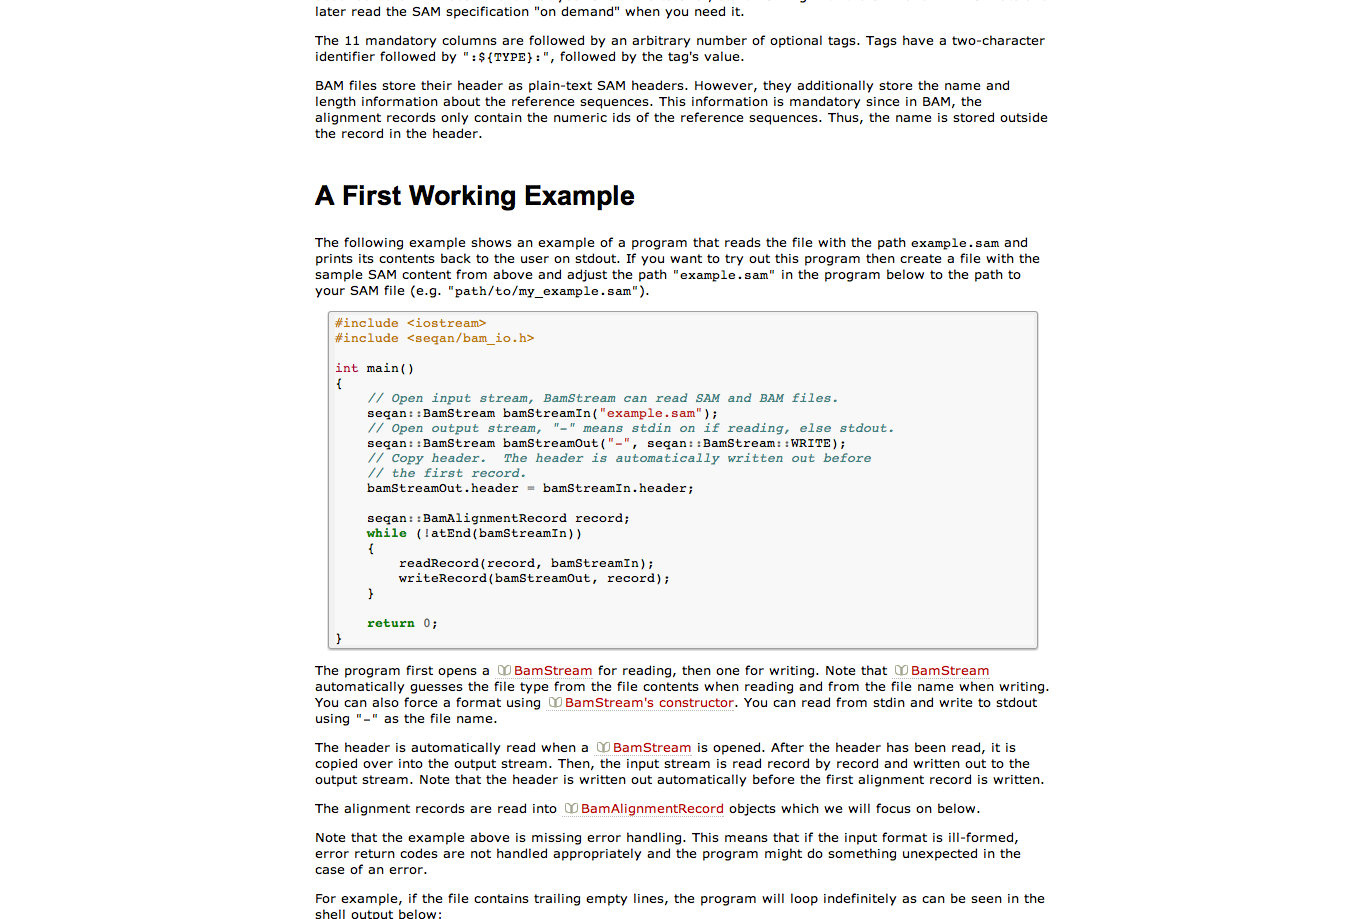 later read the SAM specification "on demand" when you need it.
The 11 mandatory columns are followed by an arbitrary number of optional tags. Tags have a two-character
identifier followed by ":${TYPE}:", followed by the tag's value.
BAM files store their header as plain-text SAM headers. However, they additionally store the name and
length information about the reference sequences. This information is mandatory since in BAM, the
alignment records only contain the numeric ids of the reference sequences. Thus, the name is stored outside
the record in the header.
A First Working Example
The following example shows an example of a program that reads the file with the path example.sam and
prints its contents back to the user on stdout. If you want to try out this program then create a file with the
sample SAM content from above and adjust the path "example.sam" in the program below to the path to
your SAM file (e.g. "path/to/my_example.sam").
#include <iostream>
#include <seqan/bam_io.h>
int main()
{
    // Open input stream, BamStream can read SAM and BAM files.
    seqan::BamStream bamStreamIn("example.sam");
    // Open output stream, "-" means stdin on if reading, else stdout.
    seqan::BamStream bamStreamOut("-", seqan::BamStream::WRITE);
    // Copy header.  The header is automatically written out before
    // the first record.
    bamStreamOut.header = bamStreamIn.header;
    seqan::BamAlignmentRecord record;
    while (!atEnd(bamStreamIn))
    {
        readRecord(record, bamStreamIn);
        writeRecord(bamStreamOut, record);
    }
    return 0;
}
The program first opens a BamStream for reading, then one for writing. Note that BamStream
automatically guesses the file type from the file contents when reading and from the file name when writing.
You can also force a format using BamStream's constructor. You can read from stdin and write to stdout
using "-" as the file name.
The header is automatically read when a BamStream is opened. After the header has been read, it is
copied over into the output stream. Then, the input stream is read record by record and written out to the
output stream. Note that the header is written out automatically before the first alignment record is written.
The alignment records are read into BamAlignmentRecord objects which we will focus on below.
Note that the example above is missing error handling. This means that if the input format is ill-formed,
error return codes are not handled appropriately and the program might do something unexpected in the
case of an error.
For example, if the file contains trailing empty lines, the program will loop indefinitely as can be seen in the
shell output below: